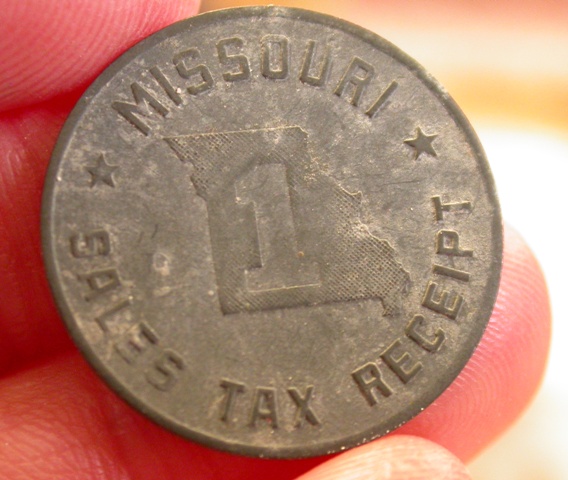 MISSOURI
1
SALES TAX RECEIPT